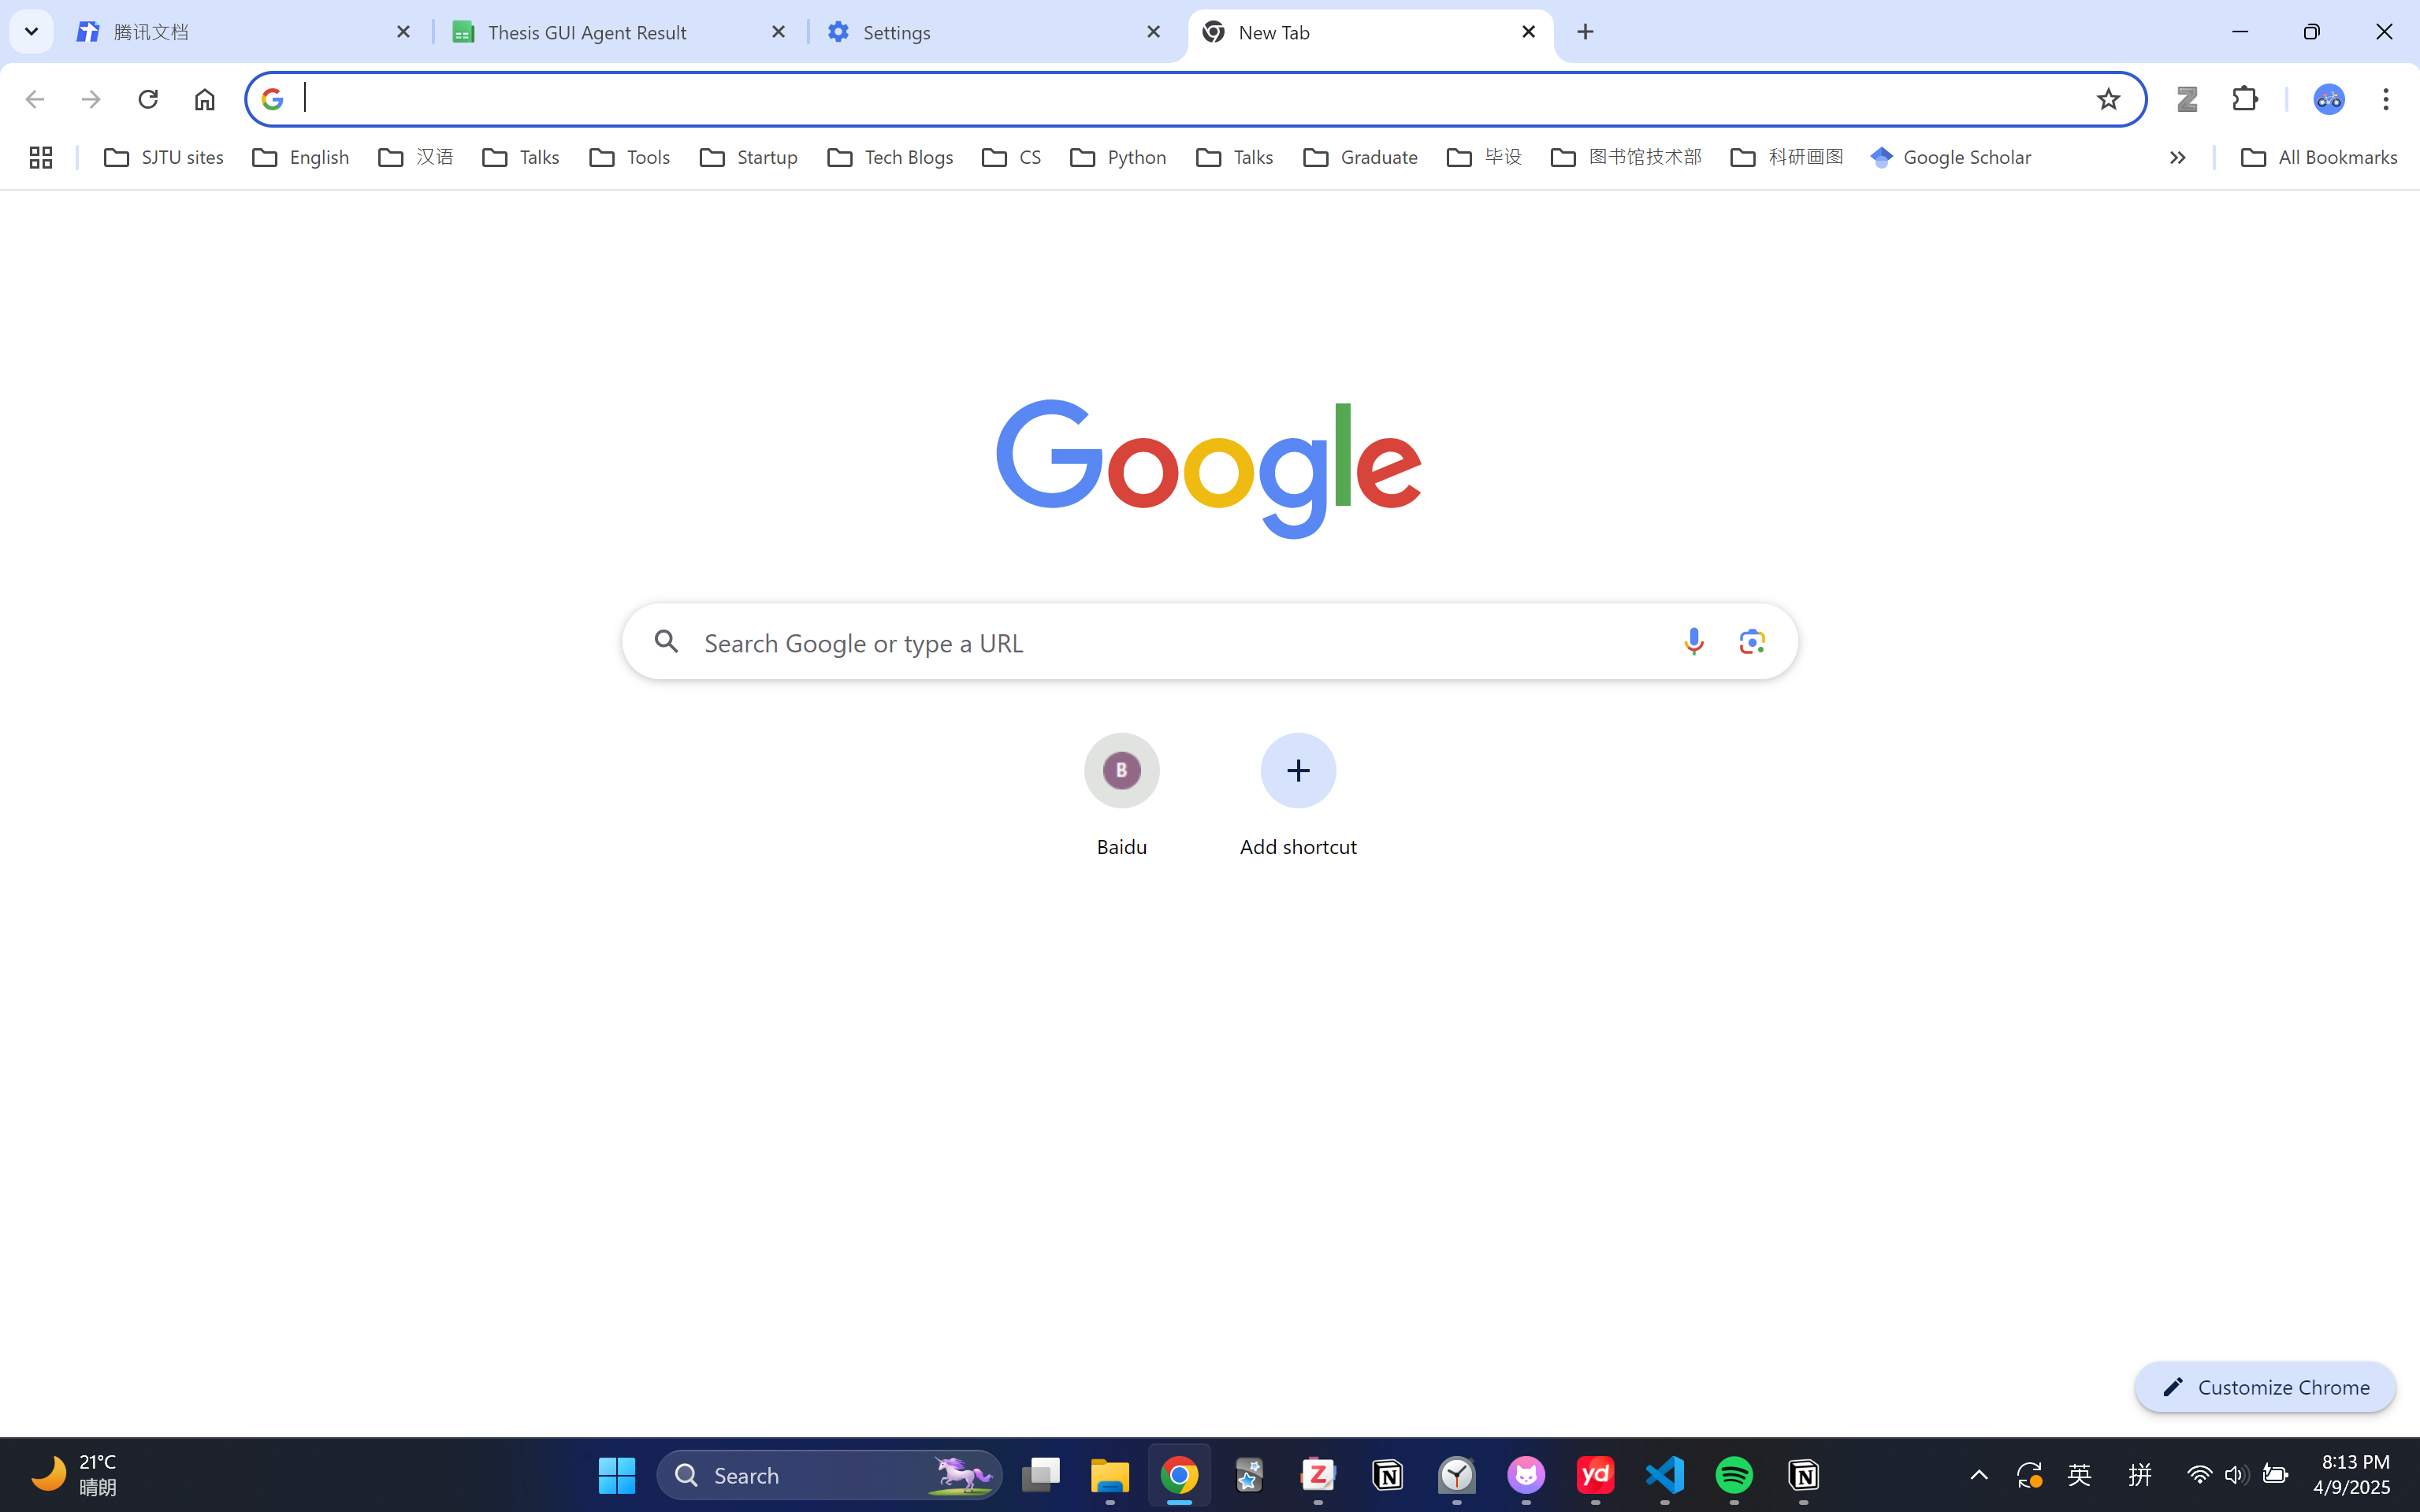 腾讯文档
Thesis GUI Agent Result
Settings
New Tab
SJTU sites
English
汉语
Talks
Tools
Startup
Tech Blogs
CS
Python
Talks
Graduate
毕设
图书馆技术部
科研画图
Google Scholar
All Bookmarks
Google
Search Google or type a URL
B
Baidu
Add shortcut
Customize Chrome
21°C
晴朗
Search
yd
英
拼
8:13 PM
4/9/2025